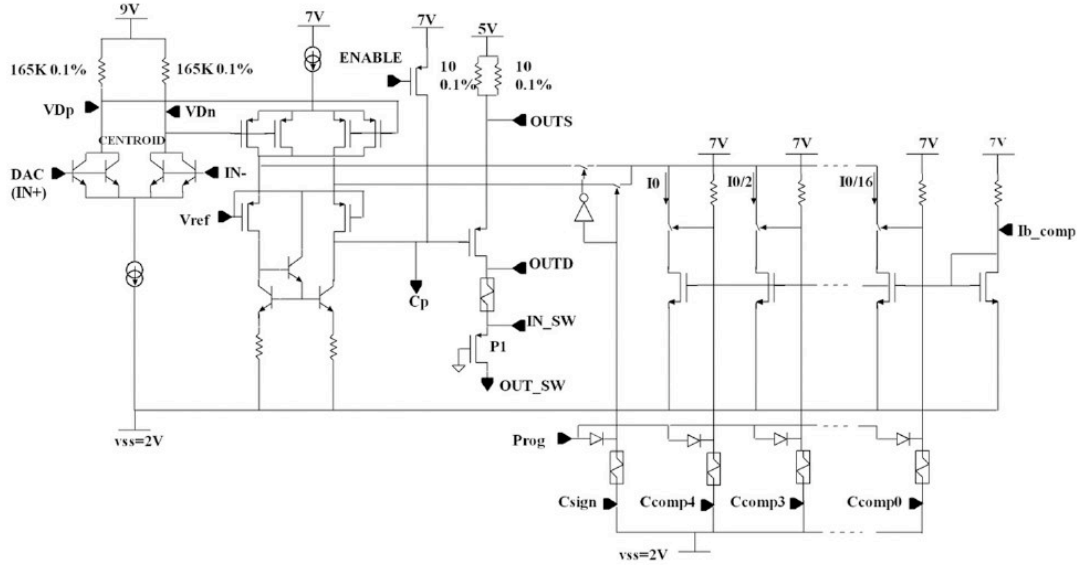 9V
7V
7V
5V
165K 0.1%
165K 0.1%
ENABLE
10
0.1%
10
0.1%
VDp
VDn
OUTS
CENTROID
7V
7V
7V
7V
DAC
(IN+)
IN-
I0
I0/2
I0/16
Vref
Ib_comp
OUTD
Cp
IN_SW
P1
OUT_SW
vss=2V
Prog
Csign
Ccomp4
Ccomp3
Ccomp0
vss=2V